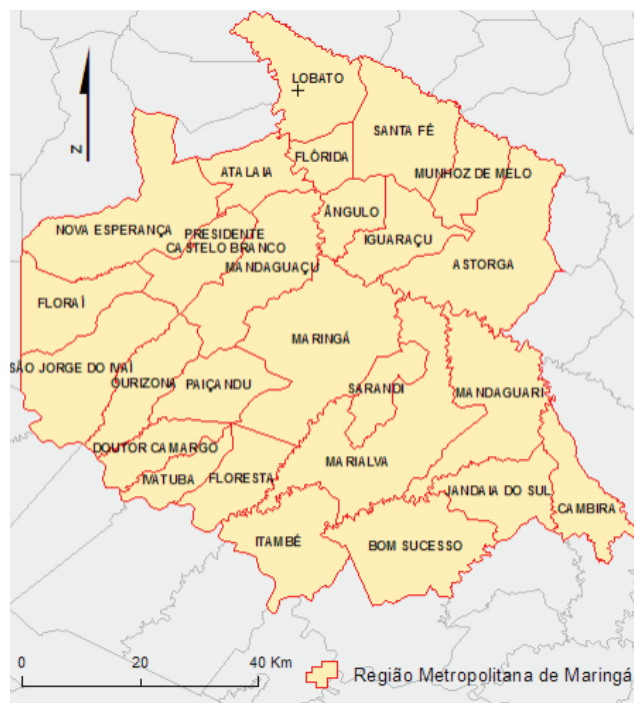 LOBATO
SANTA FÉ
FLÓRIDA
ATALAIA
MUNHOZ DE MELO
ÂNGULO
NOVA ESPERANÇA
PRESIDENTE
CASTELO BRANCO
IGUARAÇU
MANDAGUAÇU
ASTORGA
FLORAÍ
MARINGÁ
SÃO JORGE DO IVAÍ
OURIZONA
PAIÇANDU
SARANDI
MANDAGUARI
DOUTOR CAMARGO
MARIALVA
IVATUBA
FLORESTA
JANDAIA DO SUL
CAMBIRA
ITAMBÉ
BOM SUCESSO
N
0 20 40 Km
Região Metropolitana de Maringá